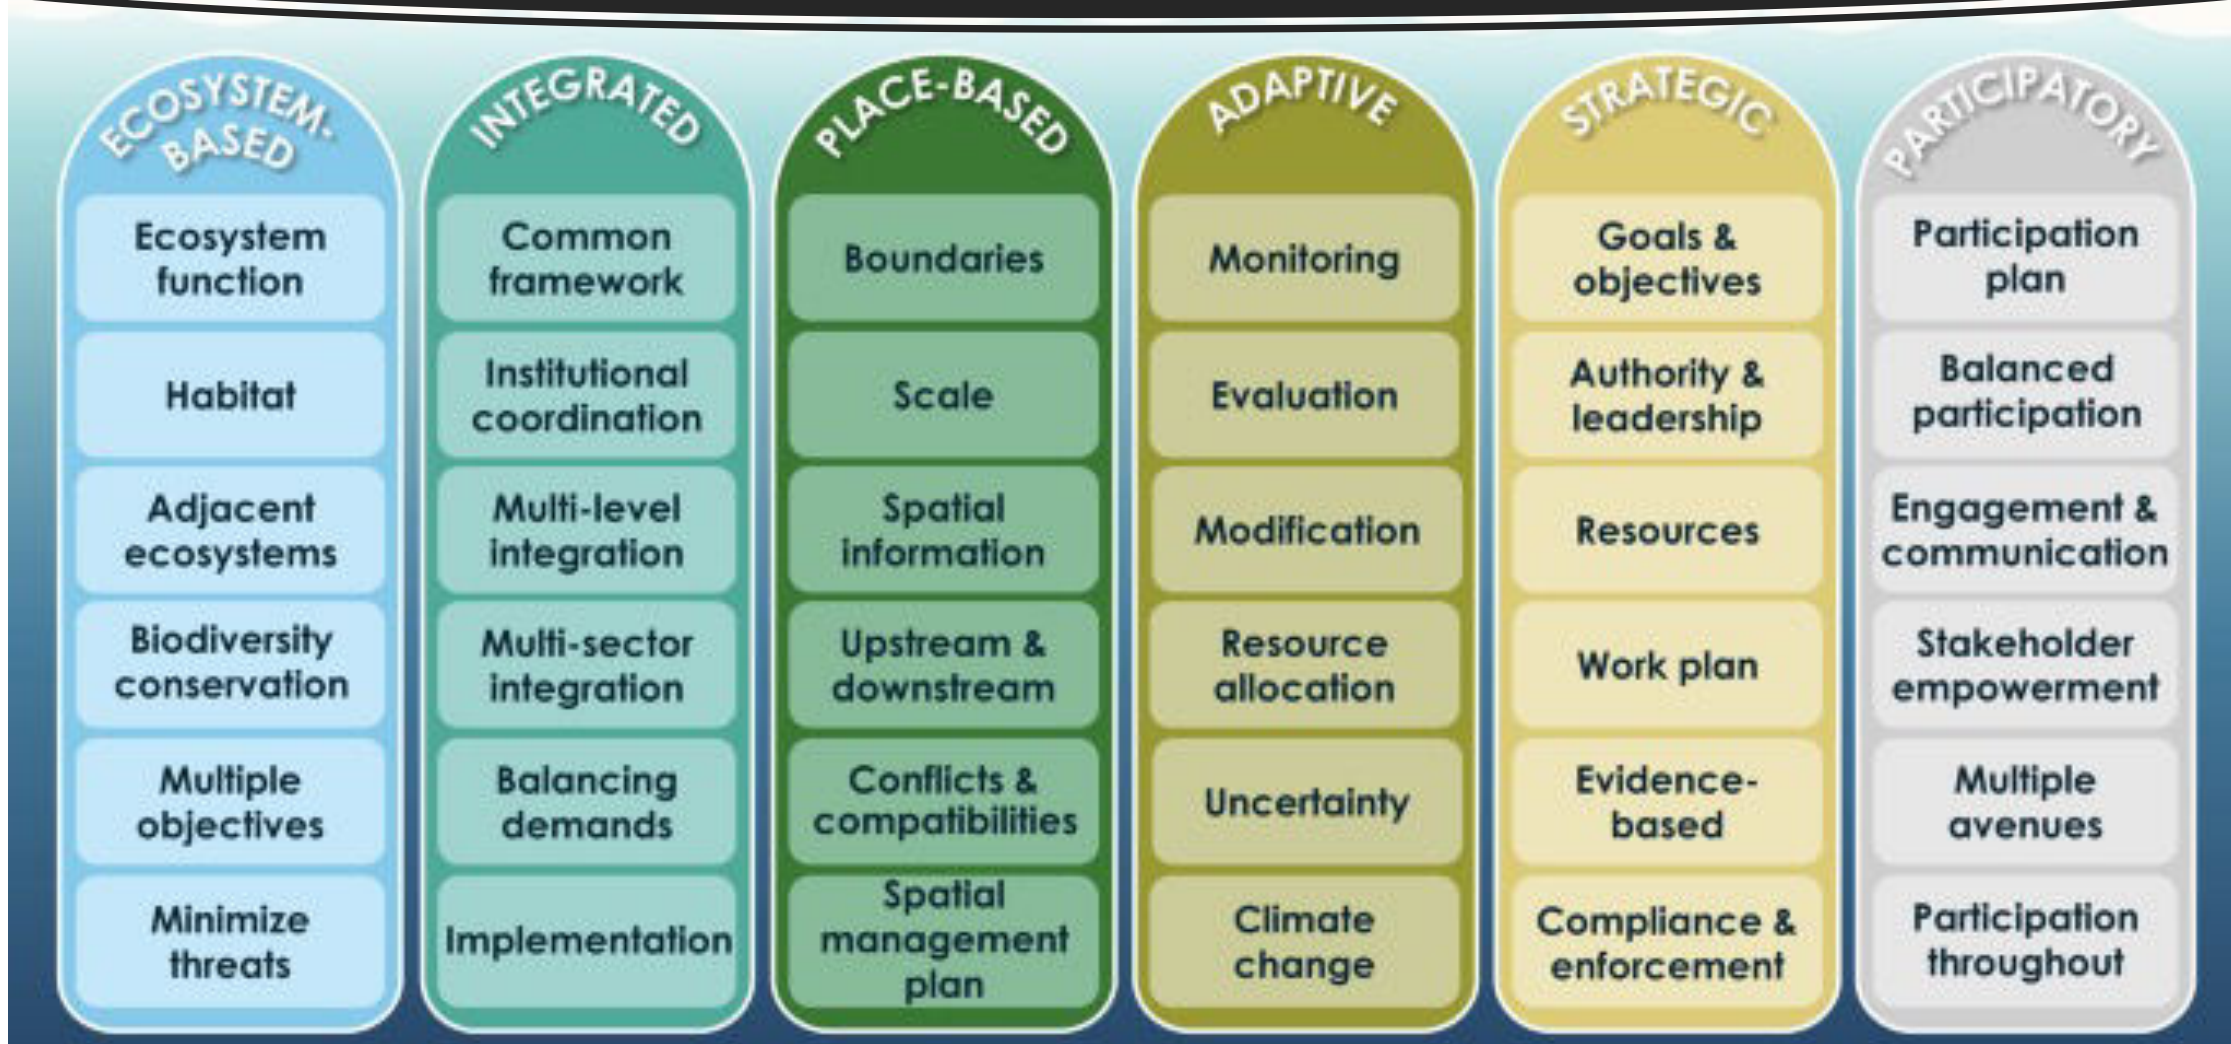 ECOSYSTEM-
BASED
Ecosystem
function
Habitat
Adjacent
ecosystems
Biodiversity
conservation
Multiple
objectives
Minimize
threats
INTEGRATED
Common
framework
Institutional
coordination
Multi-level
integration
Multi-sector
integration
Balancing
demands
Implementation
PLACE-BASED
Boundaries
Scale
Spatial
information
Upstream &
downstream
Conflicts &
compatibilities
Spatial
management
plan
ADAPTIVE
Monitoring
Evaluation
Modification
Resource
allocation
Uncertainty
Climate
change
STRATEGIC
Goals &
objectives
Authority &
leadership
Resources
Work plan
Evidence-
based
Compliance &
enforcement
PARTICIPATORY
Participation
plan
Balanced
participation
Engagement &
communication
Stakeholder
empowerment
Multiple
avenues
Participation
throughout